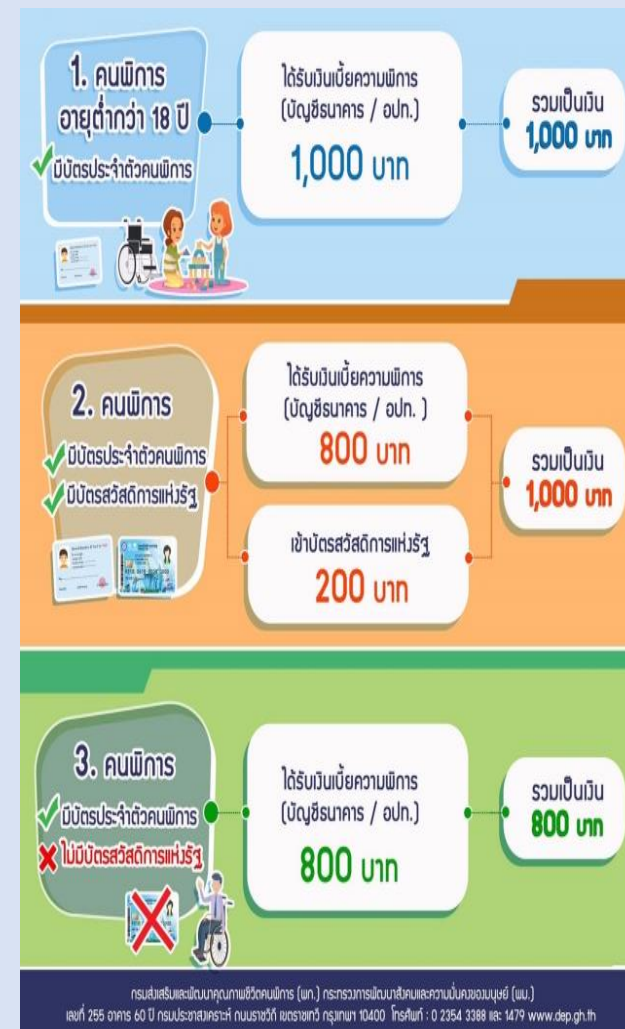 1. คนพิการ
อายุต่ำกว่า 18 ปี
มีบัตรประจำตัวคนพิการ
ได้รับเงินเบี้ยความพิการ
(บัญชีธนาคาร / อปท.)
1,000 บาท
รวมเป็นเงิน
1,000 บาท
2. คนพิการ
มีบัตรประจำตัวคนพิการ
มีบัตรสวัสดิการแห่งรัฐ
ได้รับเงินเบี้ยความพิการ
(บัญชีธนาคาร / อปท. )
800 บาท
เข้าบัตรสวัสดิการแห่งรัฐ
200 บาท
รวมเป็นเงิน
1,000 บาท
3. คนพิการ
มีบัตรประจำตัวคนพิการ
ไม่มีบัตรสวัสดิการแห่งรัฐ
ได้รับเงินเบี้ยความพิการ
(บัญชีธนาคาร / อปท.)
800 บาท
รวมเป็นเงิน
800 บาท
กรมส่งเสริมและพัฒนาคุณภาพชีวิตคนพิการ (พก.) กระทรวงการพัฒนาสังคมและความมั่นคงของมนุษย์ (พม.)
เลขที่ 255 อาคาร 60 ปี กรมประชาสงเคราะห์ ถนนราชวิถี เขตราชเทวี กรุงเทพฯ 10400 โทรศัพท์ : 0 2354 3388 และ 1479 www.dep.gh.th